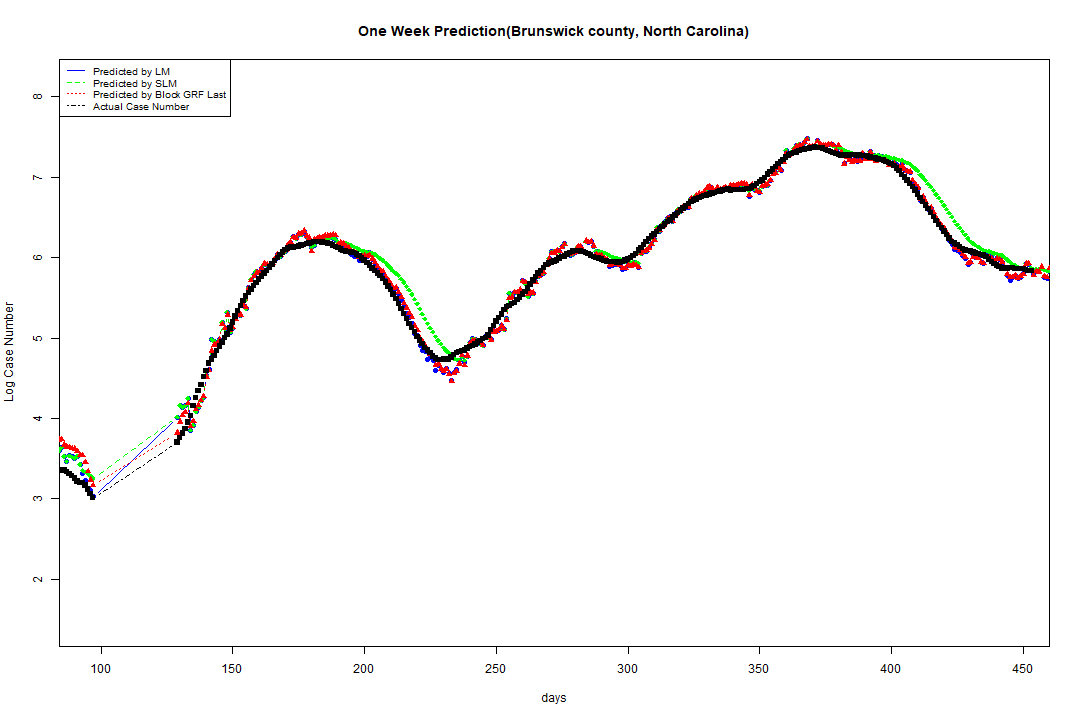 One Week Prediction(Brunswick county, North Carolina)
Predicted by LM
Predicted by SLM
Predicted by Block GRF Last
Actual Case Number
8
7
6
5
4
3
2
Log Case Number
100 150 200 250 300 350 400 450
days